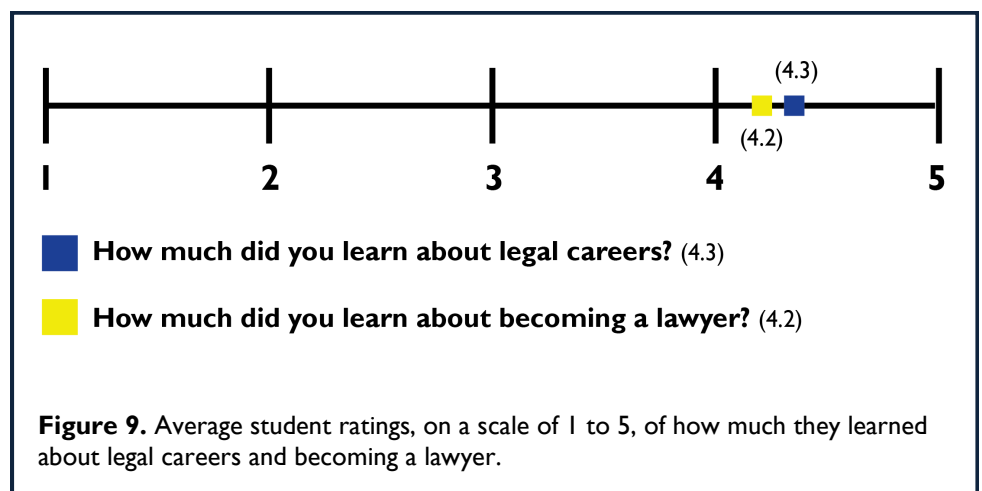 (4.3)
(4.2)
1 2 3 4 5
How much did you learn about legal careers? (4.3)
How much did you learn about becoming a lawyer? (4.2)
Figure 9. Average student ratings, on a scale of 1 to 5, of how much they learned
about legal careers and becoming a lawyer.